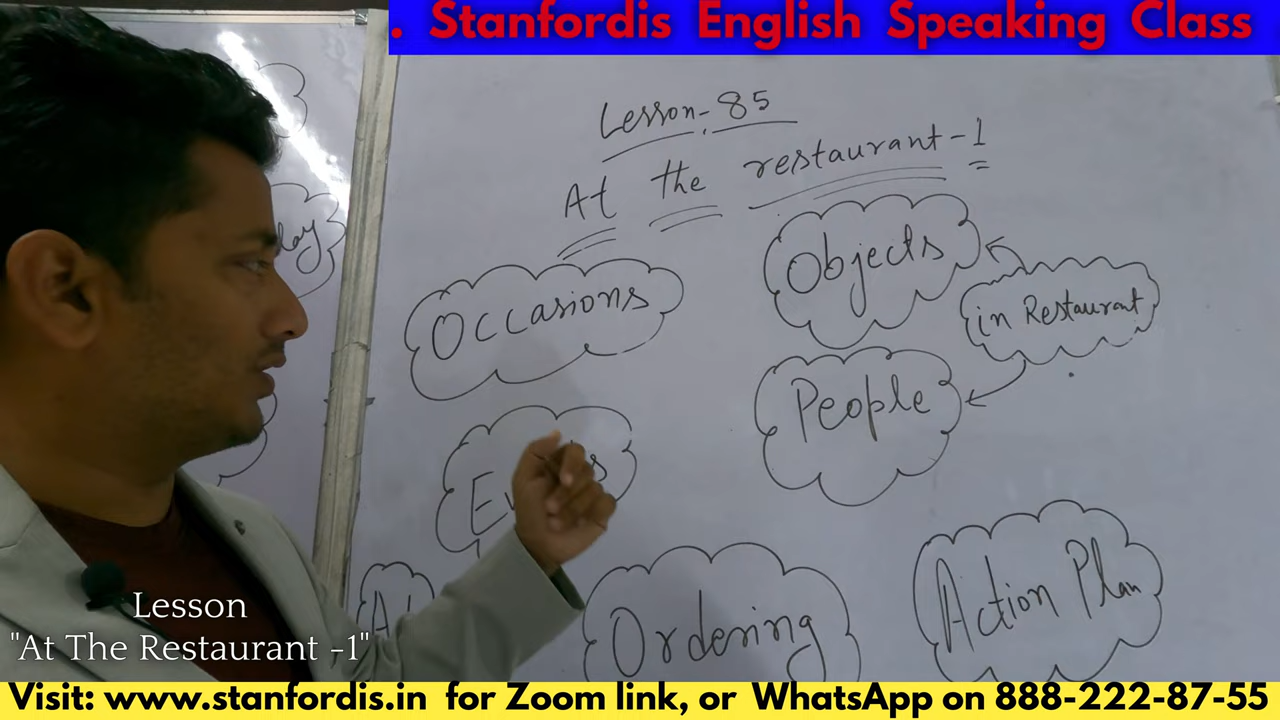 . Stanfordis English Speaking Class
Lesson-85
At the restaurant-1
Occasions
Objects
in Restaurant
People
Ordering
Action Plan
Lesson
"At The Restaurant -1"
Visit: www.stanfordis.in for Zoom link, or WhatsApp on 888-222-87-55